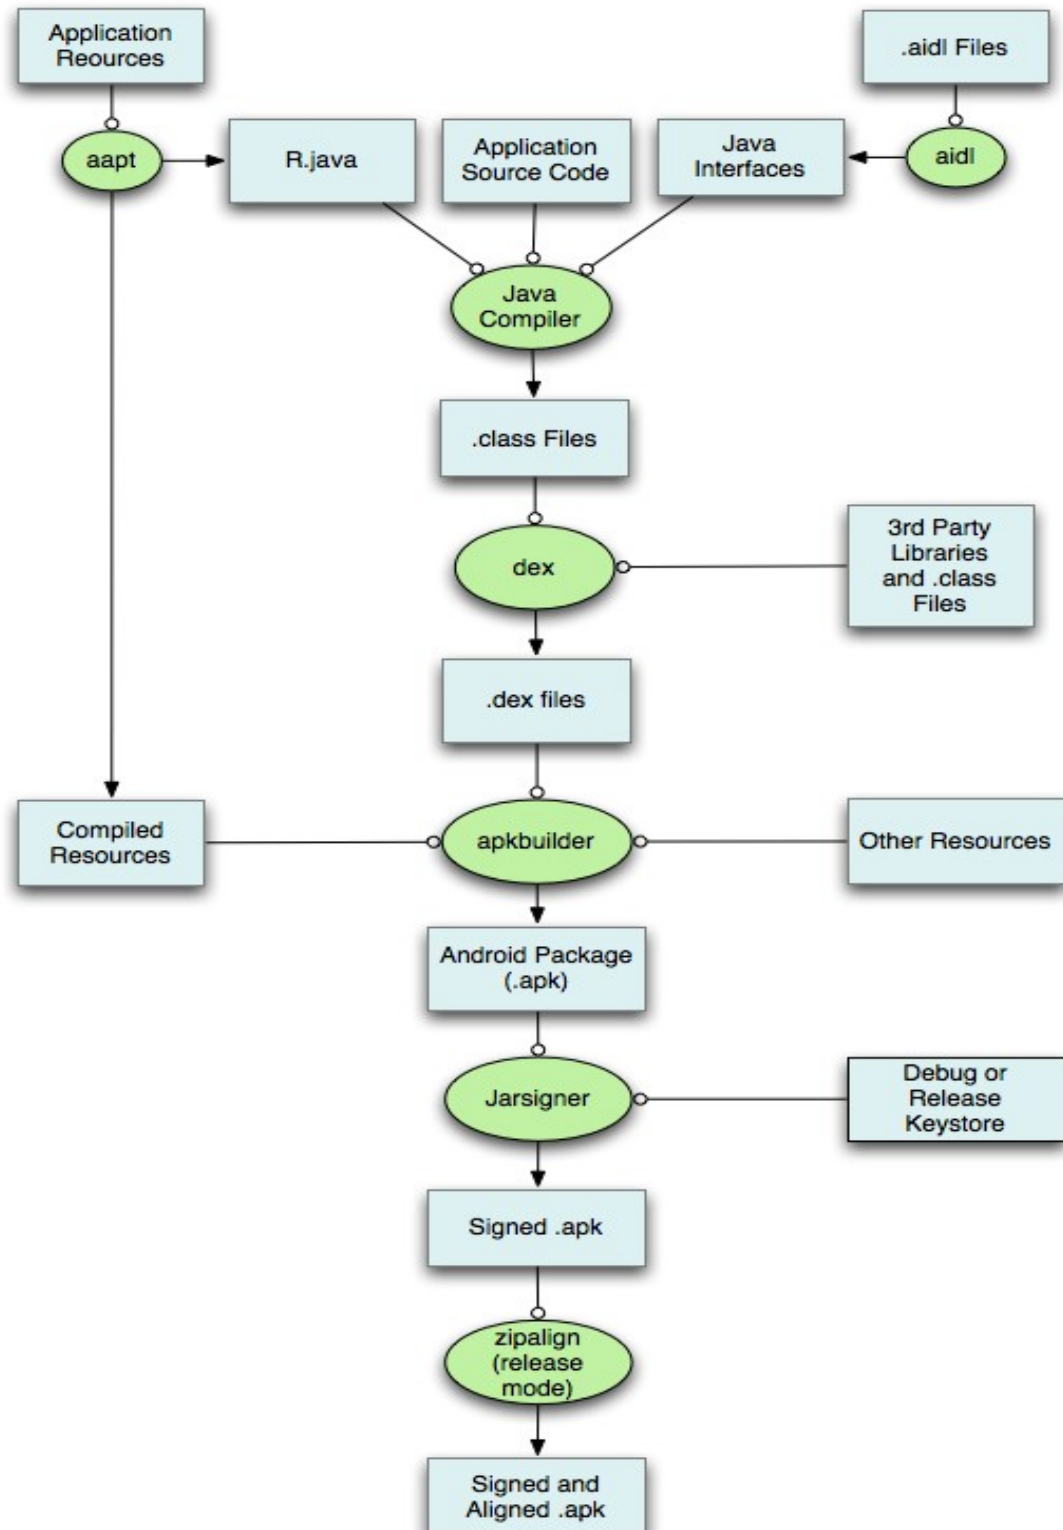 Application
Reources
.aidl Files
aapt
R.java
Application
Source Code
Java
Interfaces
aidl
Java
Compiler
.class Files
dex
3rd Party
Libraries
and .class
Files
.dex files
Compiled
Resources
apkbuilder
Other Resources
Android Package
(.apk)
Jarsigner
Debug or
Release
Keystore
Signed .apk
zipalign
(release
mode)
Signed and
Aligned .apk